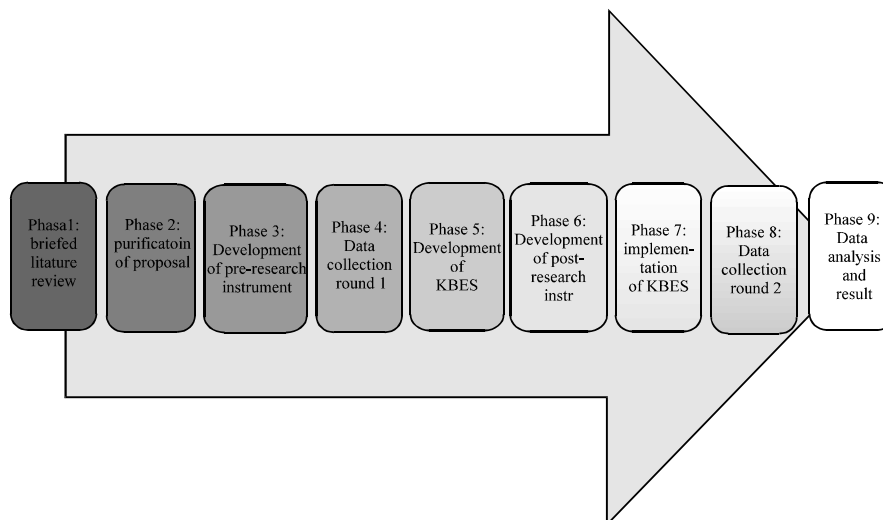 Phasa1:
briefed
litature
review
Phase 2:
purificatoin
of proposal
Phase 3:
Development
of pre-research
instrument
Phase 4:
Data
collection
round 1
Phase 5:
Development
of
KBES
Phase 6:
Development
of post-
research
instr
Phase 7:
implemen-
tation
of KBES
Phase 8:
Data
collection
round 2
Phase 9:
Data
analysis
and
result